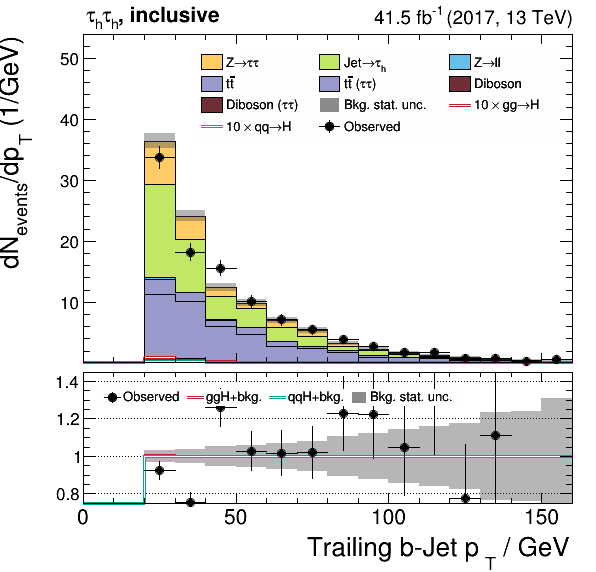 τhτh, inclusive 41.5 fb-1 (2017, 13 TeV)
dNevents/dpT (1/GeV)
50
40
30
20
10
Z→ττ Jet→τh Z→ll
tt̄ tt̄ (ττ) Diboson
Diboson (ττ) Bkg. stat. unc. 10 × gg→H
10 × qq→H Observed
1.4
1.2
1
0.8
Observed ggH+bkg. qqH+bkg. Bkg. stat. unc.
0 50 100 150
Trailing b-Jet pT / GeV